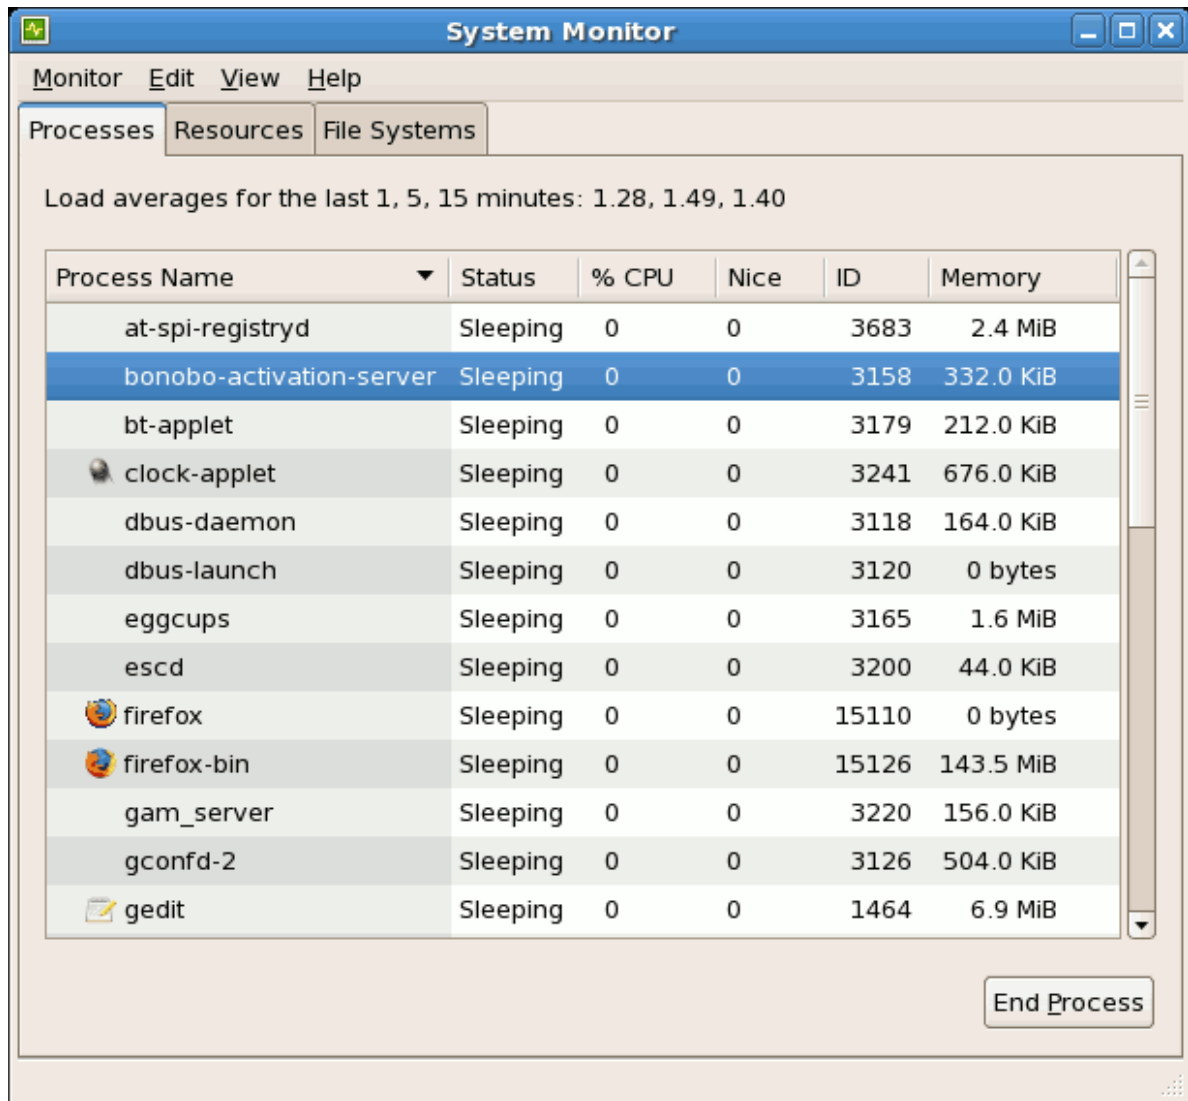 System Monitor
Monitor Edit View Help
Processes Resources File Systems
Load averages for the last 1, 5, 15 minutes: 1.28, 1.49, 1.40
Process Name Status % CPU Nice ID Memory
at-spi-registryd Sleeping 0 0 3683 2.4 MiB
bonobo-activation-server Sleeping 0 0 3158 332.0 KiB
bt-applet Sleeping 0 0 3179 212.0 KiB
clock-applet Sleeping 0 0 3241 676.0 KiB
dbus-daemon Sleeping 0 0 3118 164.0 KiB
dbus-launch Sleeping 0 0 3120 0 bytes
eggcups Sleeping 0 0 3165 1.6 MiB
escd Sleeping 0 0 3200 44.0 KiB
firefox Sleeping 0 0 15110 0 bytes
firefox-bin Sleeping 0 0 15126 143.5 MiB
gam_server Sleeping 0 0 3220 156.0 KiB
gconfd-2 Sleeping 0 0 3126 504.0 KiB
gedit Sleeping 0 0 1464 6.9 MiB
End Process